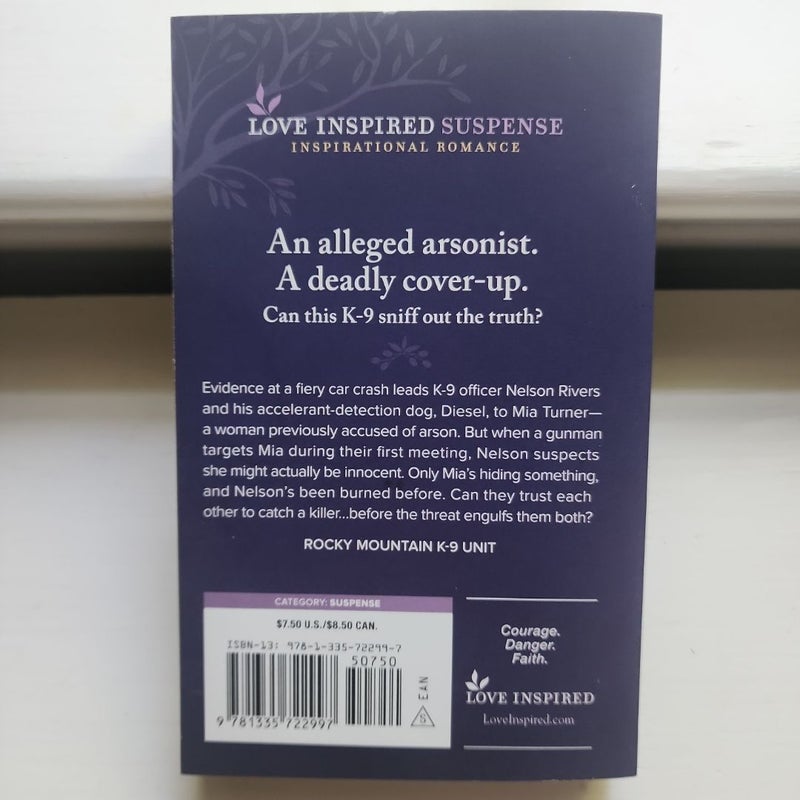 LOVE INSPIRED SUSPENSE
INSPIRATIONAL ROMANCE
An alleged arsonist.
A deadly cover-up.
Can this K-9 sniff out the truth?
Evidence at a fiery car crash leads K-9 officer Nelson Rivers
and his accelerant-detection dog, Diesel, to Mia Turner—
a woman previously accused of arson. But when a gunman
targets Mia during their first meeting, Nelson suspects
she might actually be innocent. Only Mia's hiding something,
and Nelson's been burned before. Can they trust each
other to catch a killer...before the threat engulfs them both?
ROCKY MOUNTAIN K-9 UNIT
CATEGORY: SUSPENSE
$7.50 U.S./$8.50 CAN.
ISBN-13: 978-1-335-72299-7
50750
9 781335 722997
S
EAN
Courage.
Danger.
Faith.
LOVE INSPIRED
LoveInspired.com